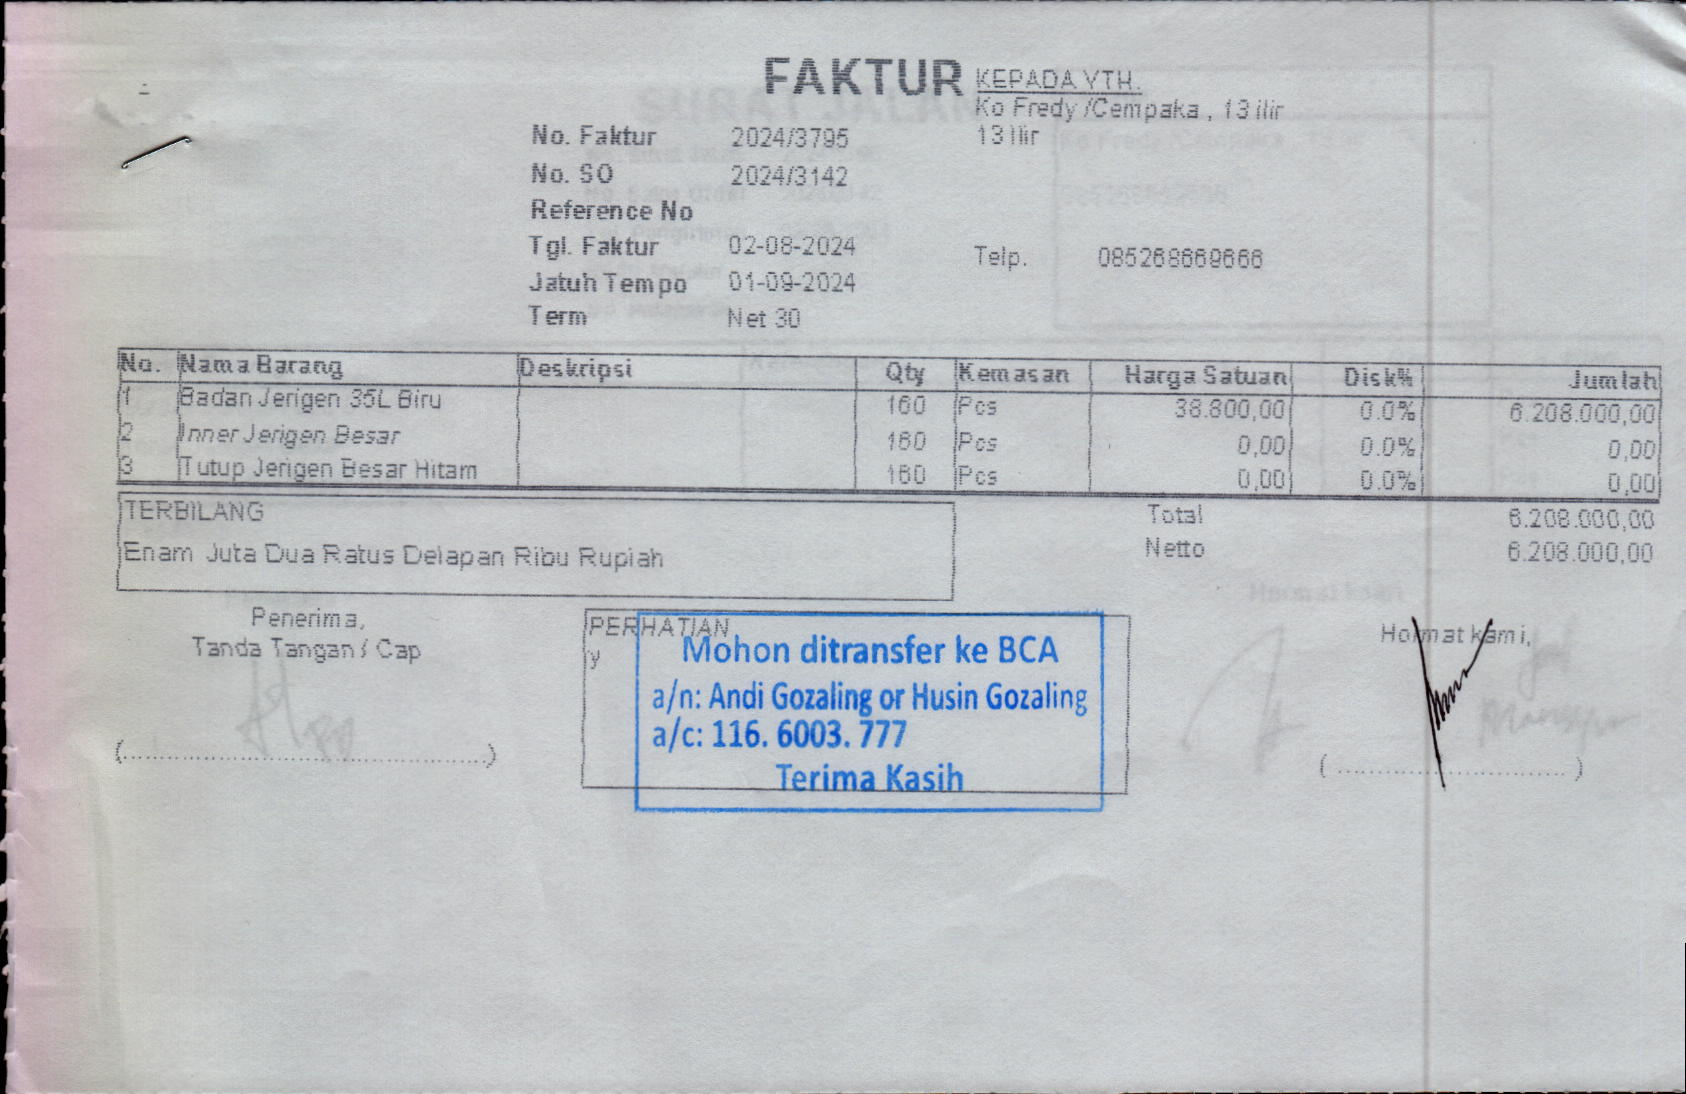 FAKTUR
KEPADA YTH.
Ko Fredy /Cempaka , 13 ilir
13 Ilir
No. Faktur 2024/3795
No. SO 2024/3142
Reference No
Tgl. Faktur 02-08-2024
Telp. 085268669666
Jatuh Tempo 01-09-2024
Term Net 30
No. Nama Barang Deskripsi Qty Kemasan Harga Satuan Disk% Jumlah
1 Badan Jerigen 35L Biru 160 Pcs 38.800,00 0.0% 6.208.000,00
2 Inner Jerigen Besar 160 Pcs 0,00 0.0% 0,00
3 Tutup Jerigen Besar Hitam 160 Pcs 0,00 0.0% 0,00
TERBILANG
Enam Juta Dua Ratus Delapan Ribu Rupiah
Total 6.208.000,00
Netto 6.208.000,00
Penerima,
Tanda Tangan / Cap
PERHATIAN
y
Mohon ditransfer ke BCA
a/n: Andi Gozaling or Husin Gozaling
a/c: 116. 6003. 777
Terima Kasih
Hormat kami,
(..............................................)
( ............................. )